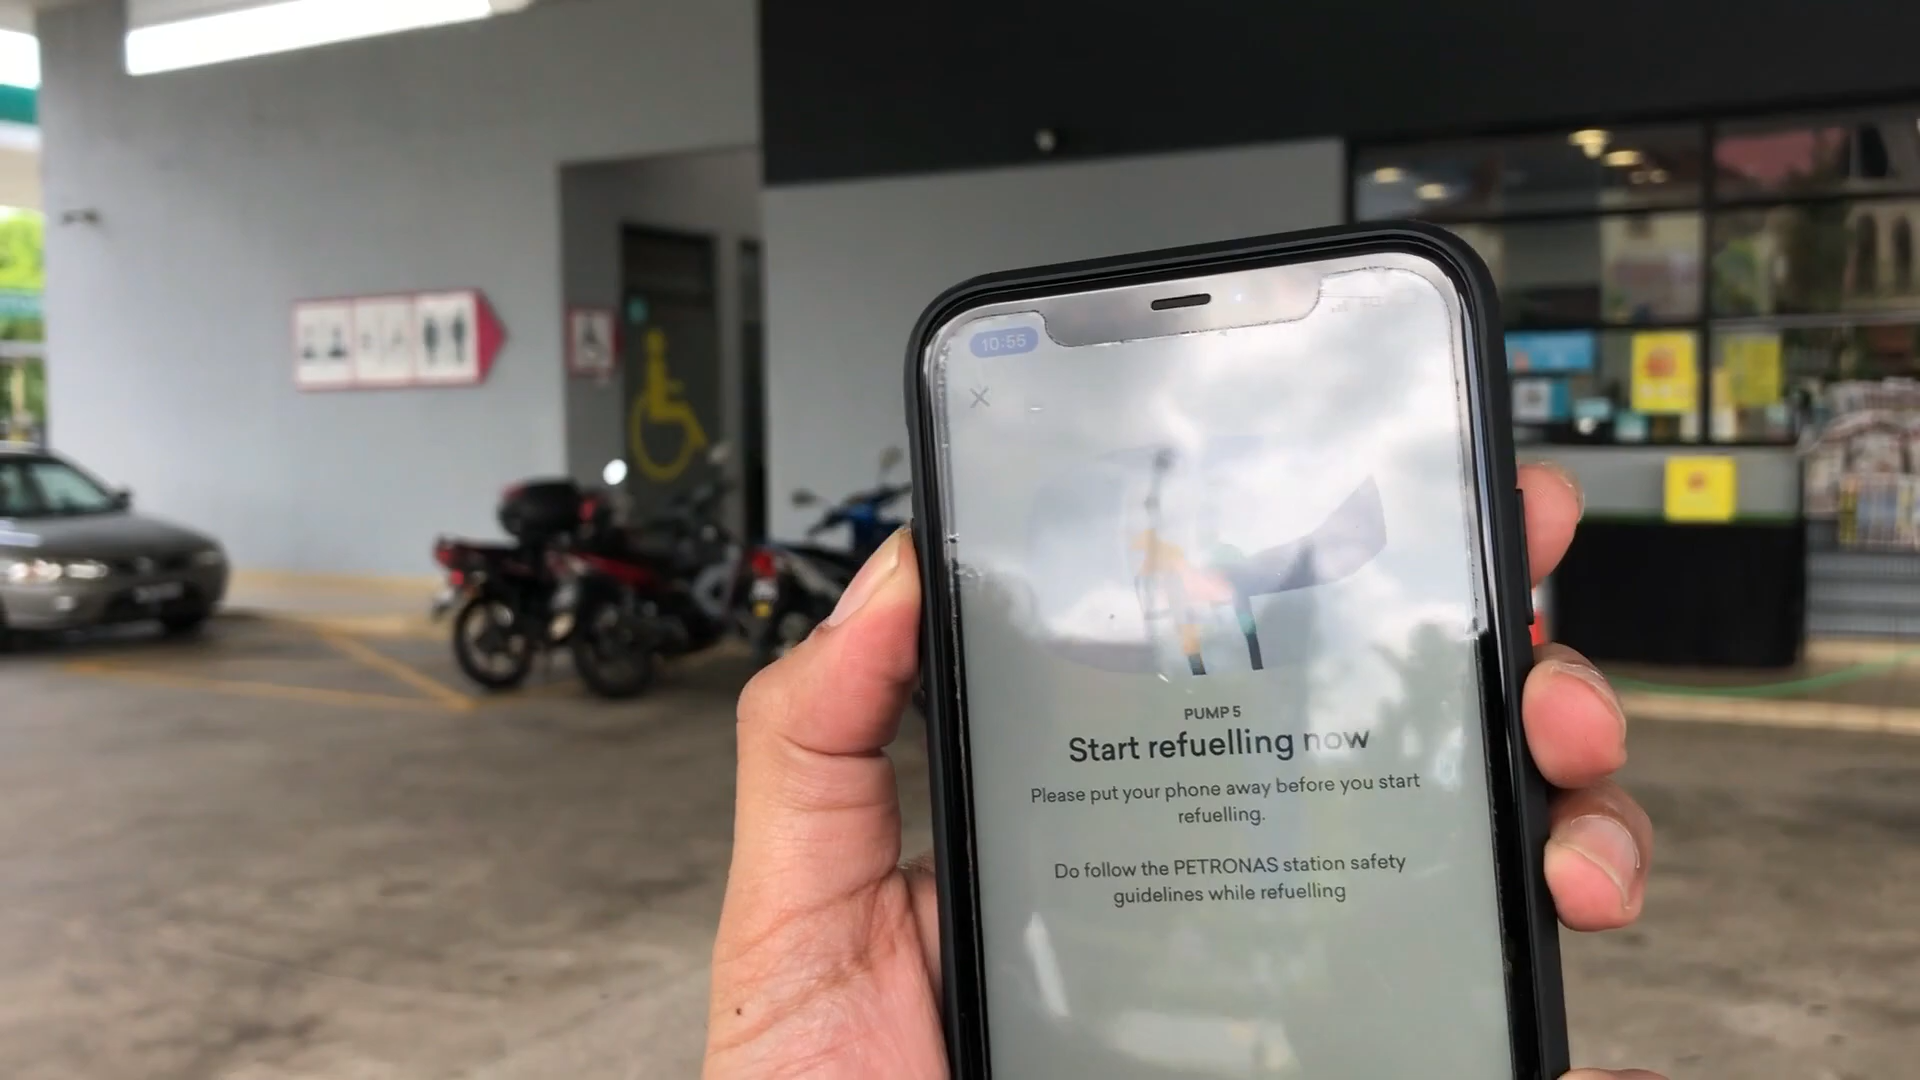 10:55
PUMP 5
Start refuelling now
Please put your phone away before you start
refuelling.
Do follow the PETRONAS station safety
guidelines while refuelling